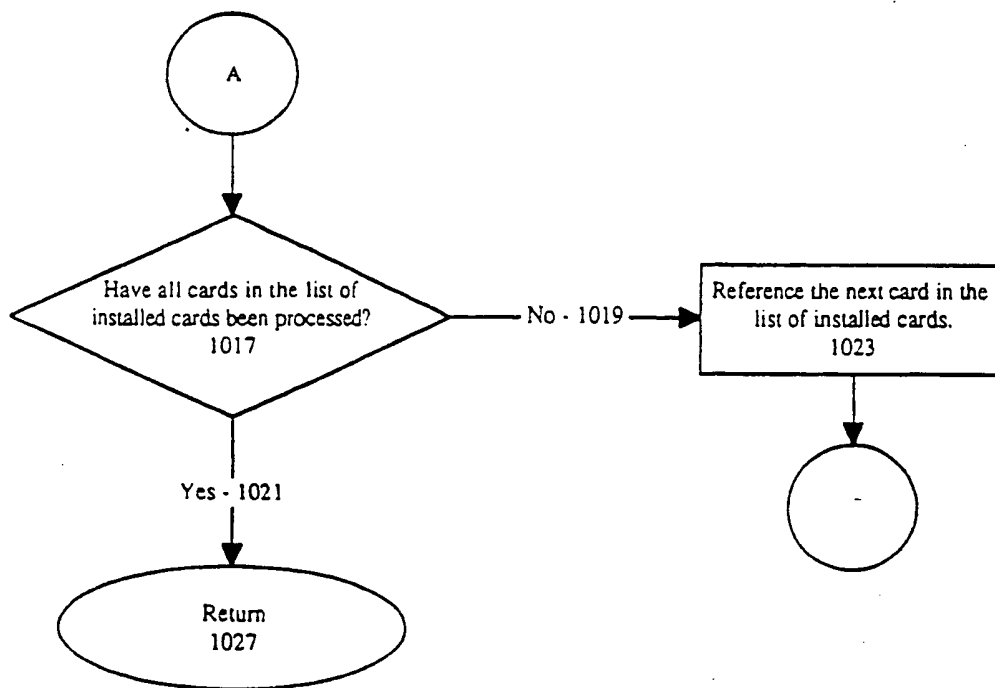 A
Have all cards in the list of
installed cards been processed?
1017
No - 1019
Reference the next card in the
list of installed cards.
1023
Yes - 1021
Return
1027